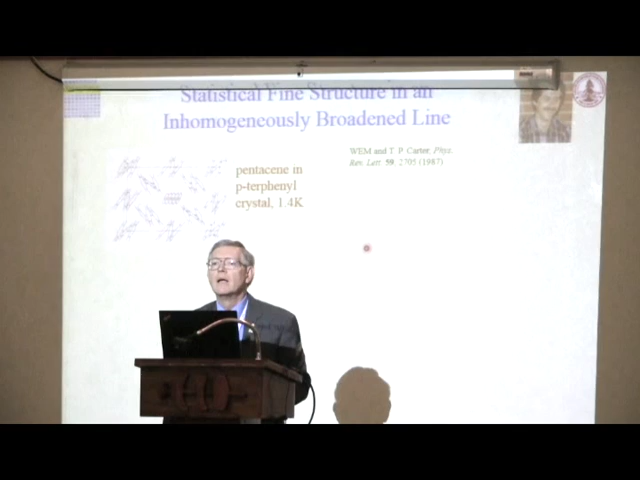 Statistical Fine Structure in an
Inhomogeneously Broadened Line
WEM and T. P. Carter, Phys.
Rev. Lett. 59, 2705 (1987)
pentacene in
p-terphenyl
crystal, 1.4K